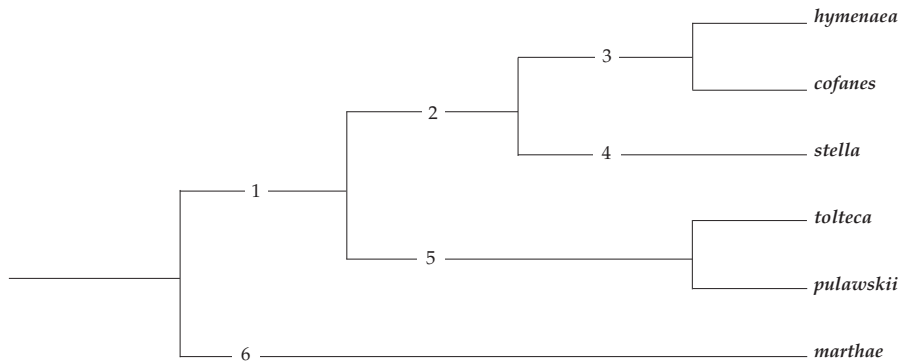 hymenaea
3
cofanes
2
4
stella
1
tolteca
5
pulawskii
6
marthae